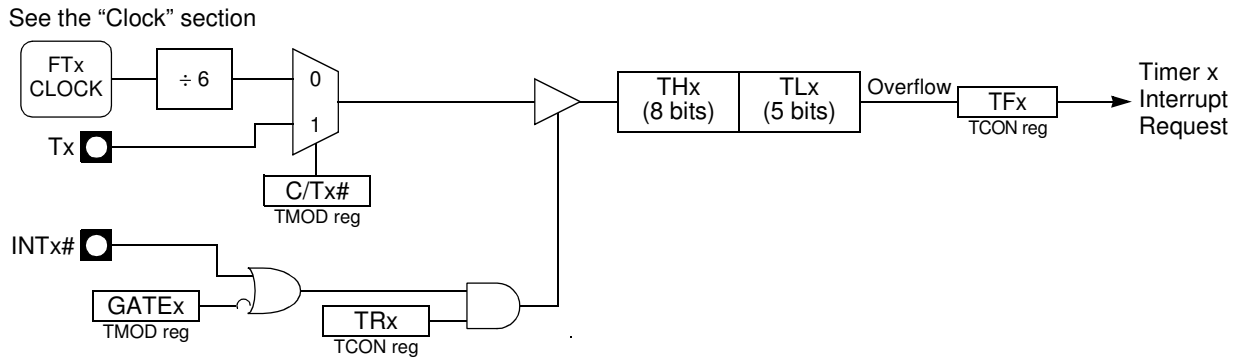 See the “Clock” section
FTx
CLOCK
÷ 6
0
1
Tx
C/Tx#
TMOD reg
THx
(8 bits)
TLx
(5 bits)
Overflow
TFx
TCON reg
Timer x
Interrupt
Request
INTx#
GATEx
TMOD reg
TRx
TCON reg